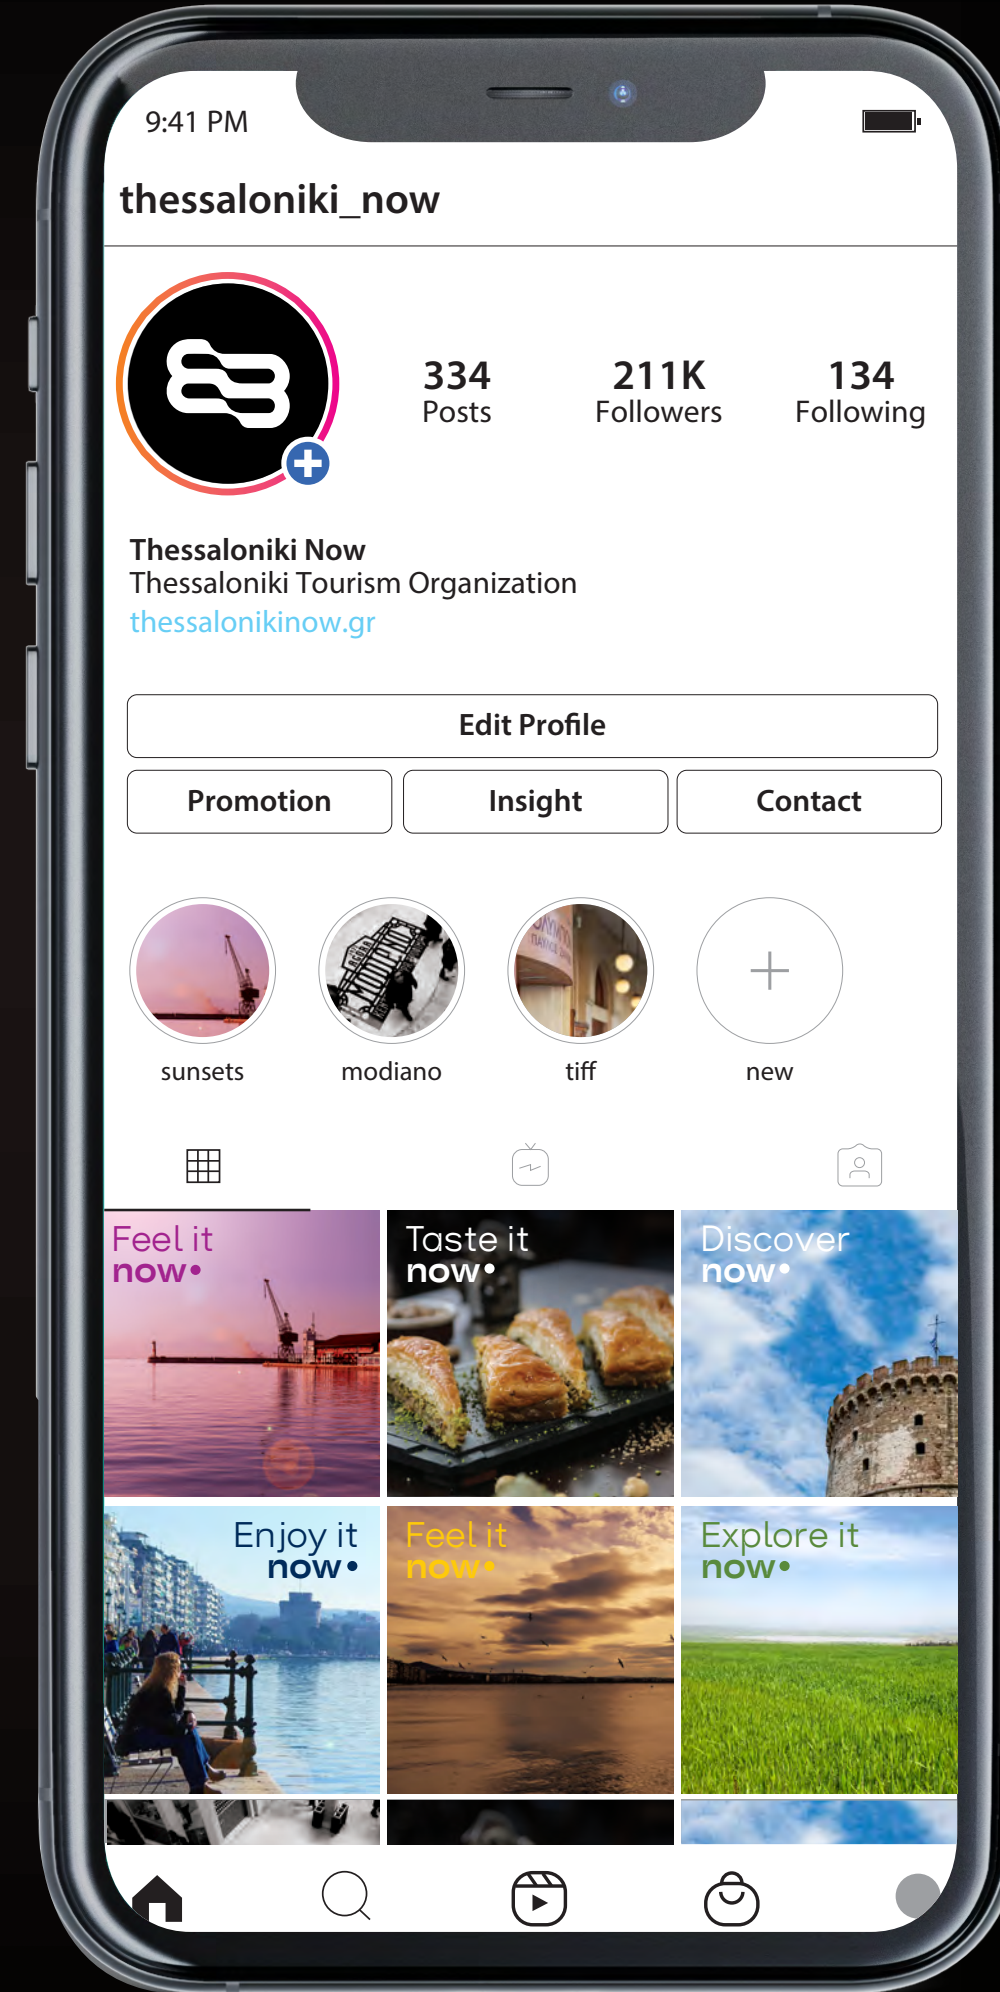 9:41 PM
thessaloniki_now
334
Posts
211K
Followers
134
Following
Thessaloniki Now
Thessaloniki Tourism Organization
thessalonikinow.gr
Edit Profile
Promotion
Insight
Contact
ΑΓΟΡΑ
ΜΟΔΙΑΝΟ
sunsets
modiano
tiff
new
Feel it
now•
Taste it
now•
Discover
now•
Enjoy it
now•
Feel it
now•
Explore it
now•